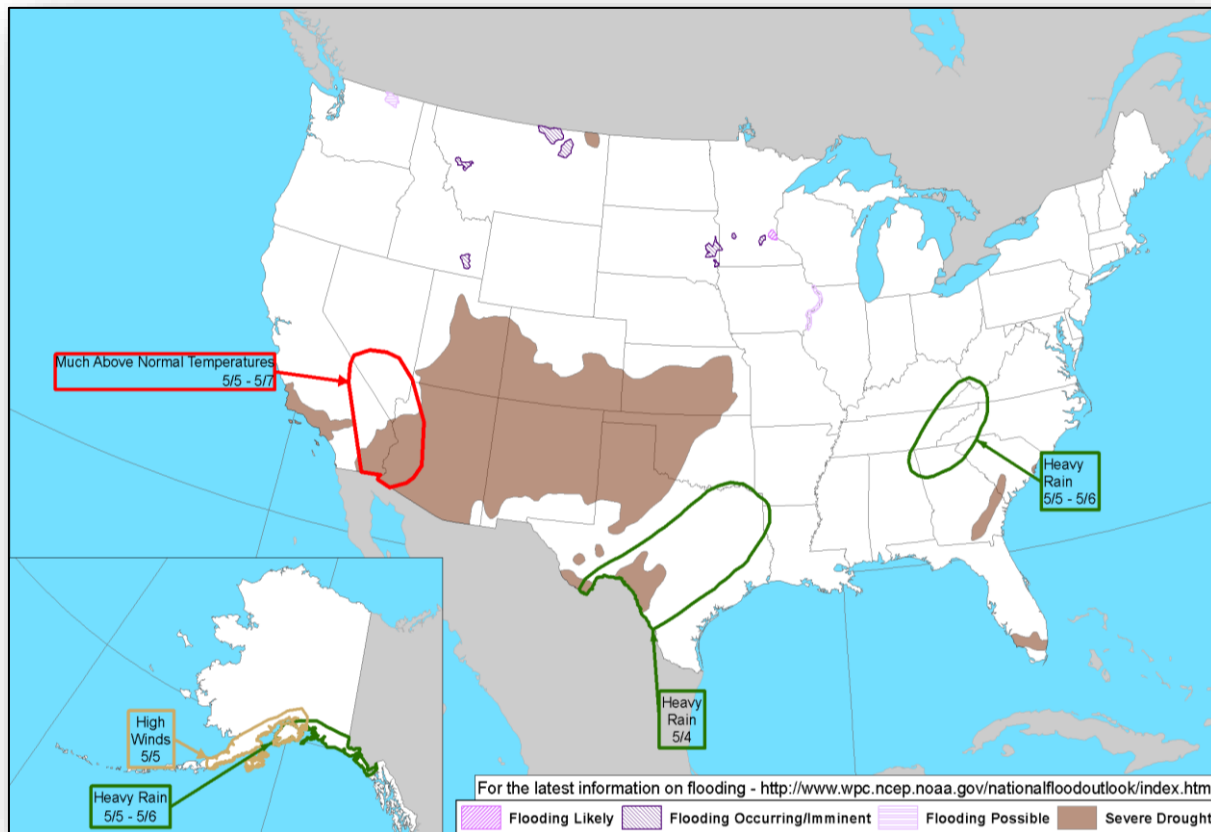 Much Above Normal Temperatures
5/5 - 5/7
Heavy
Rain
5/5 - 5/6
Heavy
Rain
5/4
High
Winds
5/5
Heavy Rain
5/5 - 5/6
For the latest information on flooding - http://www.wpc.ncep.noaa.gov/nationalfloodoutlook/index.htm
Flooding Likely Flooding Occurring/Imminent Flooding Possible Severe Drought